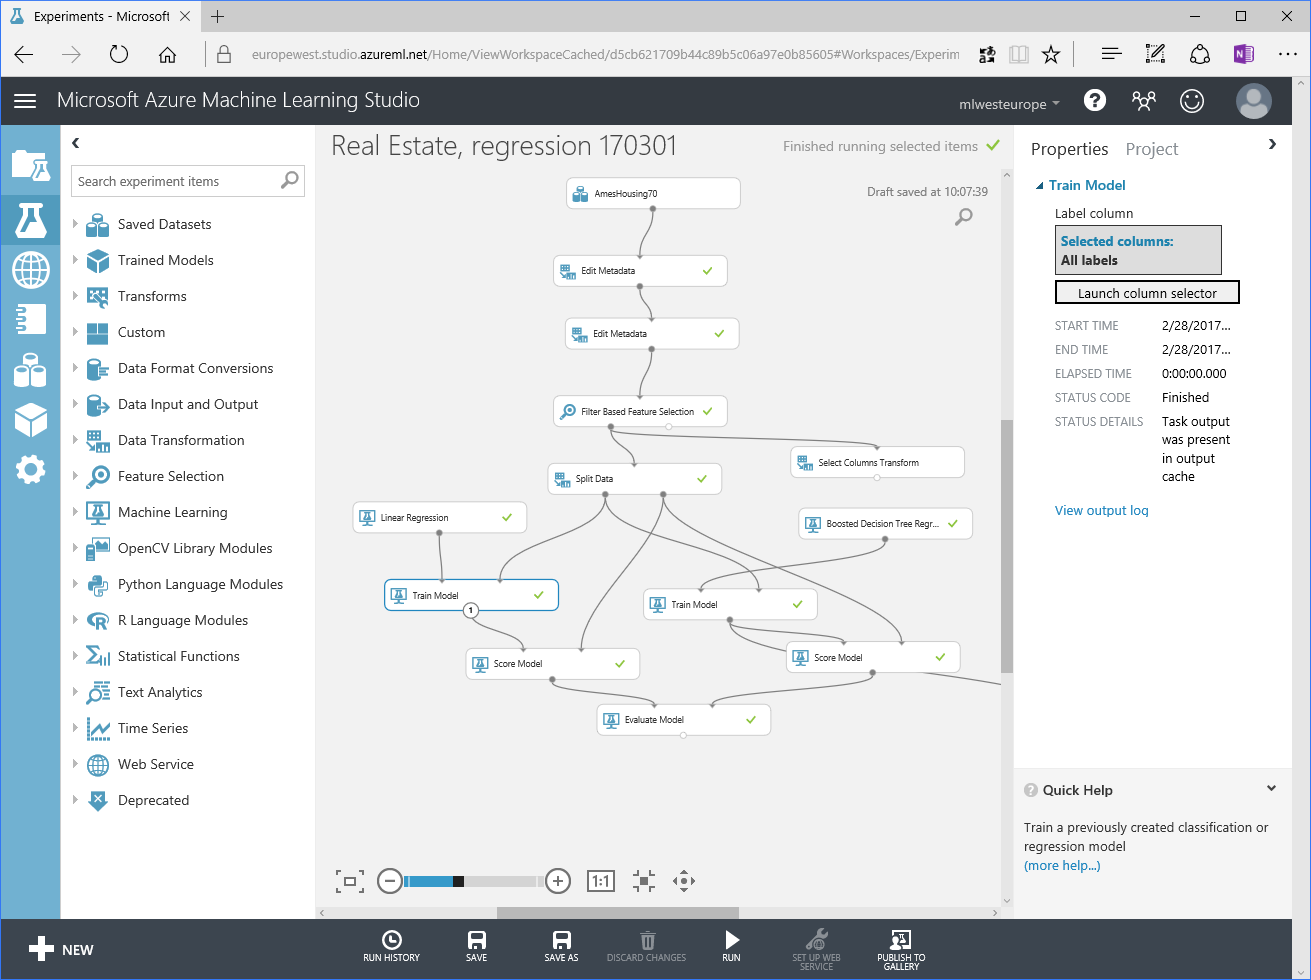 Experiments - Microsoft
europewest.studio.azureml.net/Home/ViewWorkspaceCached/d5cb621709b44c89b5c06a97e0b85605#Workspaces/Experim
Microsoft Azure Machine Learning Studio
mlwesteurope
Search experiment items
Saved Datasets
Trained Models
Transforms
Custom
Data Format Conversions
Data Input and Output
Data Transformation
Feature Selection
Machine Learning
OpenCV Library Modules
Python Language Modules
R Language Modules
Statistical Functions
Text Analytics
Time Series
Web Service
Deprecated
Real Estate, regression 170301
Finished running selected items
Draft saved at 10:07:39
AmesHousing70
Edit Metadata
Edit Metadata
Filter Based Feature Selection
Select Columns Transform
Split Data
Linear Regression
Boosted Decision Tree Regr...
Train Model
1
Train Model
Score Model
Score Model
Evaluate Model
1:1
Properties Project
Train Model
Label column
Selected columns:
All labels
Launch column selector
START TIME 2/28/2017...
END TIME 2/28/2017...
ELAPSED TIME 0:00:00.000
STATUS CODE Finished
STATUS DETAILS Task output
was present
in output
cache
View output log
Quick Help
Train a previously created classification or
regression model
(more help...)
NEW
RUN HISTORY
SAVE
SAVE AS
DISCARD CHANGES
RUN
SET UP WEB
SERVICE
PUBLISH TO
GALLERY